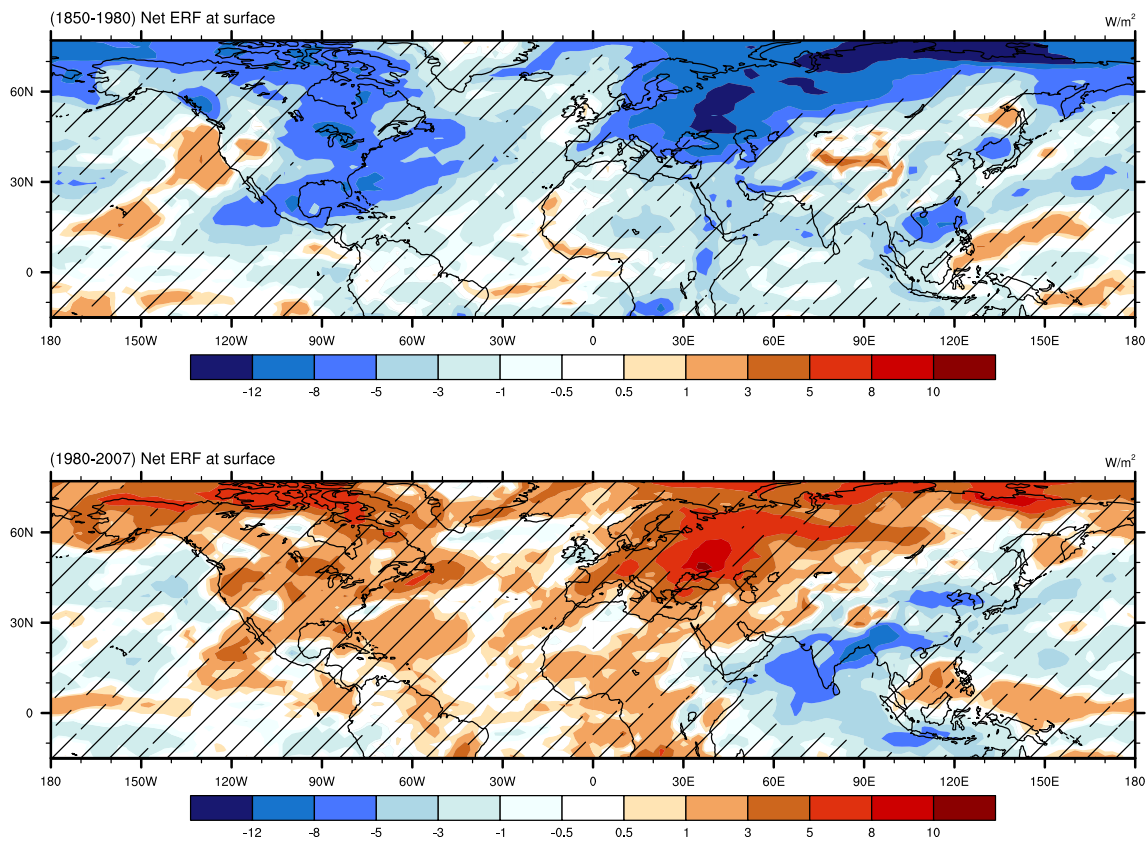 (1850-1980) Net ERF at surface
W/m²
60N
30N
0
180 150W 120W 90W 60W 30W 0 30E 60E 90E 120E 150E 180
-12 -8 -5 -3 -1 -0.5 0.5 1 3 5 8 10
(1980-2007) Net ERF at surface
W/m²
60N
30N
0
180 150W 120W 90W 60W 30W 0 30E 60E 90E 120E 150E 180
-12 -8 -5 -3 -1 -0.5 0.5 1 3 5 8 10